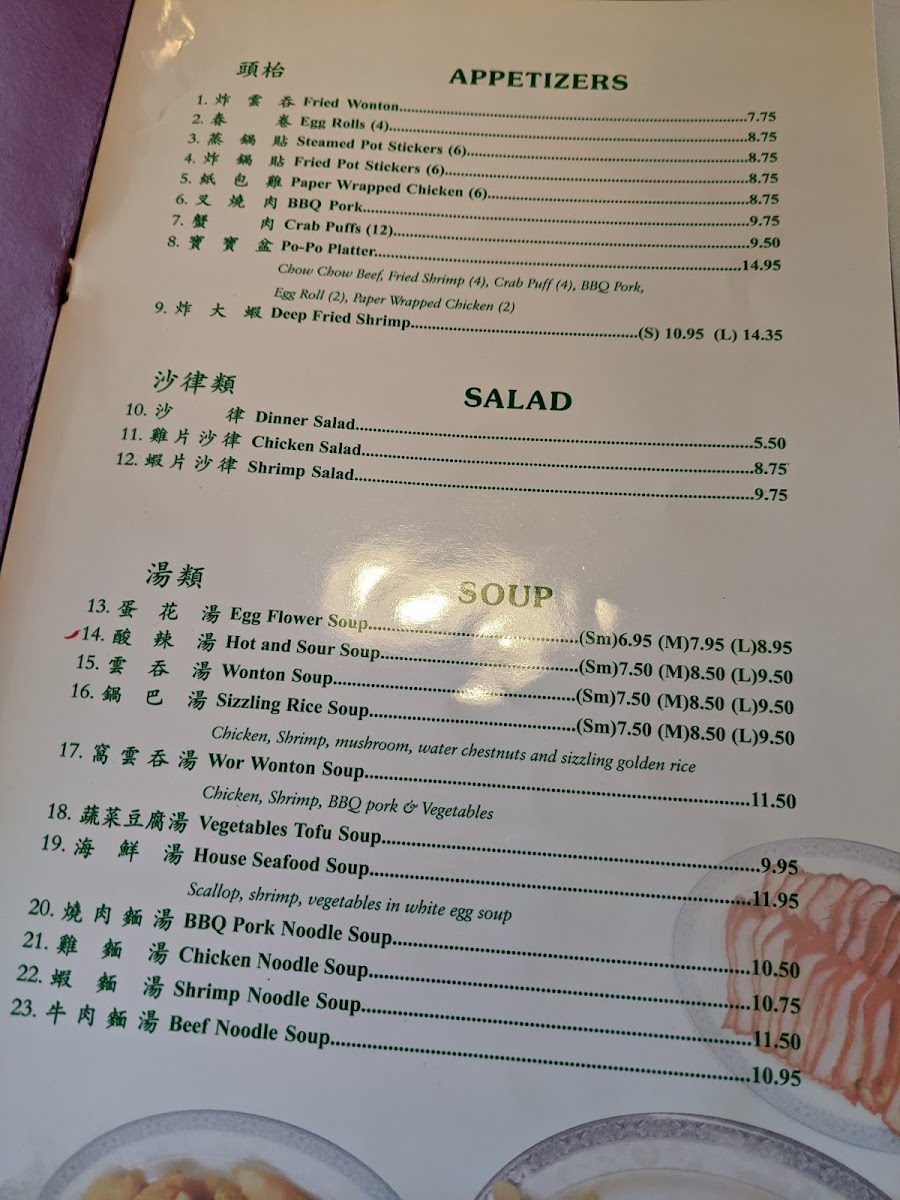 頭枱 APPETIZERS
1. 炸雲吞 Fried Wonton 7.75
2. 春卷 Egg Rolls (4) 8.75
3. 蒸鍋貼 Steamed Pot Stickers (6) 8.75
4. 炸鍋貼 Fried Pot Stickers (6) 8.75
5. 紙包雞 Paper Wrapped Chicken (6) 8.75
6. 叉燒肉 BBQ Pork 9.75
7. 蟹肉 Crab Puffs (12) 9.50
8. 寶寶盆 Po-Po Platter 14.95
Chow Chow Beef, Fried Shrimp (4), Crab Puff (4), BBQ Pork,
Egg Roll (2), Paper Wrapped Chicken (2)
9. 炸大蝦 Deep Fried Shrimp (S) 10.95 (L) 14.35
沙律類 SALAD
10. 沙律 Dinner Salad 5.50
11. 雞片沙律 Chicken Salad 8.75
12. 蝦片沙律 Shrimp Salad 9.75
湯類 SOUP
13. 蛋花湯 Egg Flower Soup (Sm)6.95 (M)7.95 (L)8.95
14. 酸辣湯 Hot and Sour Soup (Sm)7.50 (M)8.50 (L)9.50
15. 雲吞湯 Wonton Soup (Sm)7.50 (M)8.50 (L)9.50
16. 鍋巴湯 Sizzling Rice Soup (Sm)7.50 (M)8.50 (L)9.50
Chicken, Shrimp, mushroom, water chestnuts and sizzling golden rice
17. 窩雲吞湯 Wor Wonton Soup 11.50
Chicken, Shrimp, BBQ pork & Vegetables
18. 蔬菜豆腐湯 Vegetables Tofu Soup 9.95
19. 海鮮湯 House Seafood Soup 11.95
Scallop, shrimp, vegetables in white egg soup
20. 燒肉麵湯 BBQ Pork Noodle Soup 10.50
21. 雞麵湯 Chicken Noodle Soup 10.75
22. 蝦麵湯 Shrimp Noodle Soup 11.50
23. 牛肉麵湯 Beef Noodle Soup 10.95